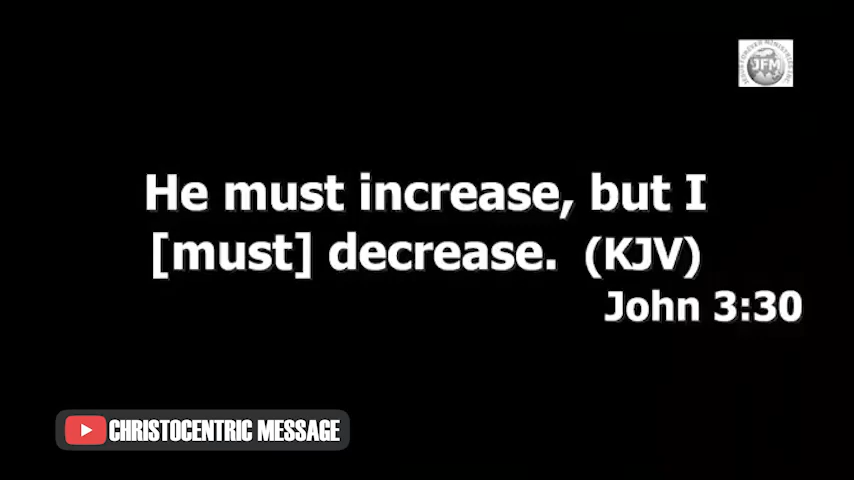 JFM
He must increase, but I
[must] decrease. (KJV)
John 3:30
CHRISTOCENTRIC MESSAGE